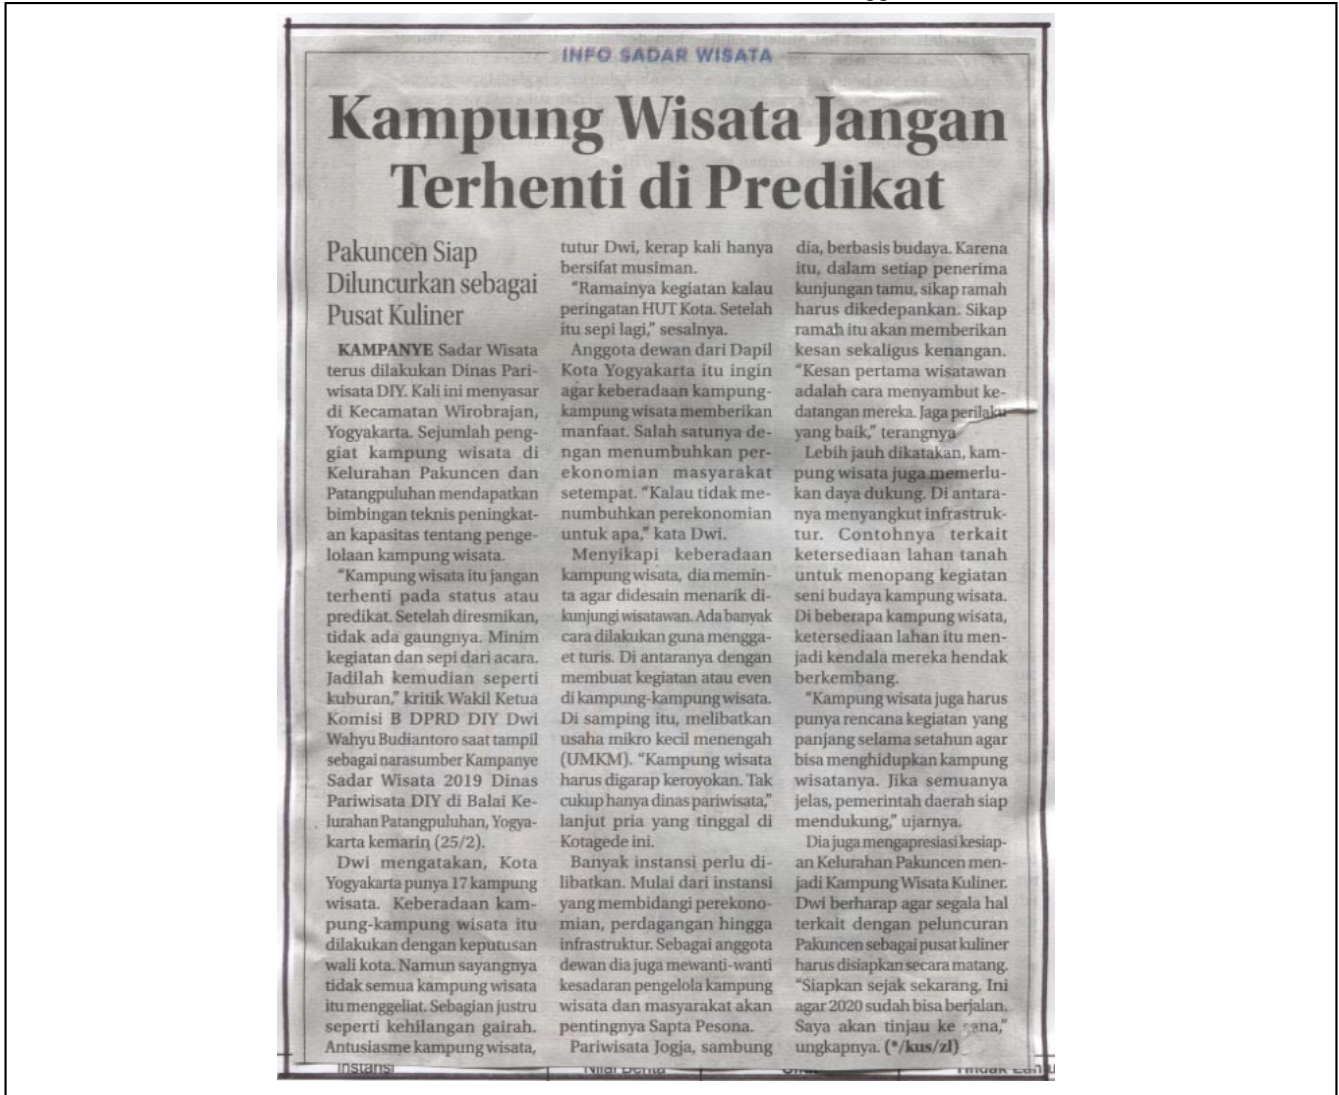 INFO SADAR WISATA
Kampung Wisata Jangan
Terhenti di Predikat
Pakuncen Siap
Diluncurkan sebagai
Pusat Kuliner
KAMPANYE Sadar Wisata
terus dilakukan Dinas Pari-
wisata DIY. Kali ini menyasar
di Kecamatan Wirobrajan,
Yogyakarta. Sejumlah peng-
giat kampung wisata di
Kelurahan Pakuncen dan
Patangpuluhan mendapatkan
bimbingan teknis peningkat-
an kapasitas tentang penge-
lolaan kampung wisata.
"Kampung wisata itu jangan
terhenti pada status atau
predikat. Setelah diresmikan,
tidak ada gaungnya. Minim
kegiatan dan sepi dari acara.
Jadilah kemudian seperti
kuburan," kritik Wakil Ketua
Komisi B DPRD DIY Dwi
Wahyu Budiantoro saat tampil
sebagai narasumber Kampanye
Sadar Wisata 2019 Dinas
Pariwisata DIY di Balai Ke-
lurahan Patangpuluhan, Yogya-
karta kemarin (25/2).
Dwi mengatakan, Kota
Yogyakarta punya 17 kampung
wisata. Keberadaan kam-
pung-kampung wisata itu
dilakukan dengan keputusan
wali kota. Namun sayangnya
tidak semua kampung wisata
itu menggeliat. Sebagian justru
seperti kehilangan gairah.
Antusiasme kampung wisata,
tutur Dwi, kerap kali hanya
bersifat musiman.
"Ramainya kegiatan kalau
peringatan HUT Kota. Setelah
itu sepi lagi," sesalnya.
Anggota dewan dari Dapil
Kota Yogyakarta itu ingin
agar keberadaan kampung-
kampung wisata memberikan
manfaat. Salah satunya de-
ngan menumbuhkan per-
ekonomian masyarakat
setempat. "Kalau tidak me-
numbuhkan perekonomian
untuk apa," kata Dwi.
Menyikapi keberadaan
kampung wisata, dia memin-
ta agar didesain menarik di-
kunjungi wisatawan. Ada banyak
cara dilakukan guna mengga-
et turis. Di antaranya dengan
membuat kegiatan atau even
di kampung-kampung wisata.
Di samping itu, melibatkan
usaha mikro kecil menengah
(UMKM). "Kampung wisata
harus digarap keroyokan. Tak
cukup hanya dinas pariwisata,"
lanjut pria yang tinggal di
Kotagede ini.
Banyak instansi perlu di-
libatkan. Mulai dari instansi
yang membidangi perekono-
mian, perdagangan hingga
infrastruktur. Sebagai anggota
dewan dia juga mewanti-wanti
kesadaran pengelola kampung
wisata dan masyarakat akan
pentingnya Sapta Pesona.
Pariwisata Jogja, sambung
dia, berbasis budaya. Karena
itu, dalam setiap penerima
kunjungan tamu, sikap ramah
harus dikedepankan. Sikap
ramah itu akan memberikan
kesan sekaligus kenangan.
"Kesan pertama wisatawan
adalah cara menyambut ke-
datangan mereka. Jaga perilaku
yang baik," terangnya
Lebih jauh dikatakan, kam-
pung wisata juga memerlu-
kan daya dukung. Di antara-
nya menyangkut infrastruk-
tur. Contohnya terkait
ketersediaan lahan tanah
untuk menopang kegiatan
seni budaya kampung wisata.
Di beberapa kampung wisata,
ketersediaan lahan itu men-
jadi kendala mereka hendak
berkembang.
"Kampung wisata juga harus
punya rencana kegiatan yang
panjang selama setahun agar
bisa menghidupkan kampung
wisatanya. Jika semuanya
jelas, pemerintah daerah siap
mendukung," ujarnya.
Dia juga mengapresiasi kesiap-
an Kelurahan Pakuncen men-
jadi Kampung Wisata Kuliner.
Dwi berharap agar segala hal
terkait dengan peluncuran
Pakuncen sebagai pusat kuliner
harus disiapkan secara matang.
"Siapkan sejak sekarang. Ini
agar 2020 sudah bisa berjalan.
Saya akan tinjau ke sana,"
ungkapnya. (*/kus/zl)
Instansi
Nilai Berita